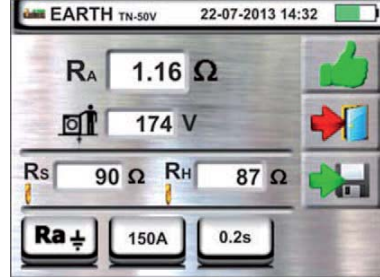 EARTH TN-50V 22-07-2013 14:32
RA 1.16 Ω
174 V
RS 90 Ω RH 87 Ω
Ra 150A 0.2s